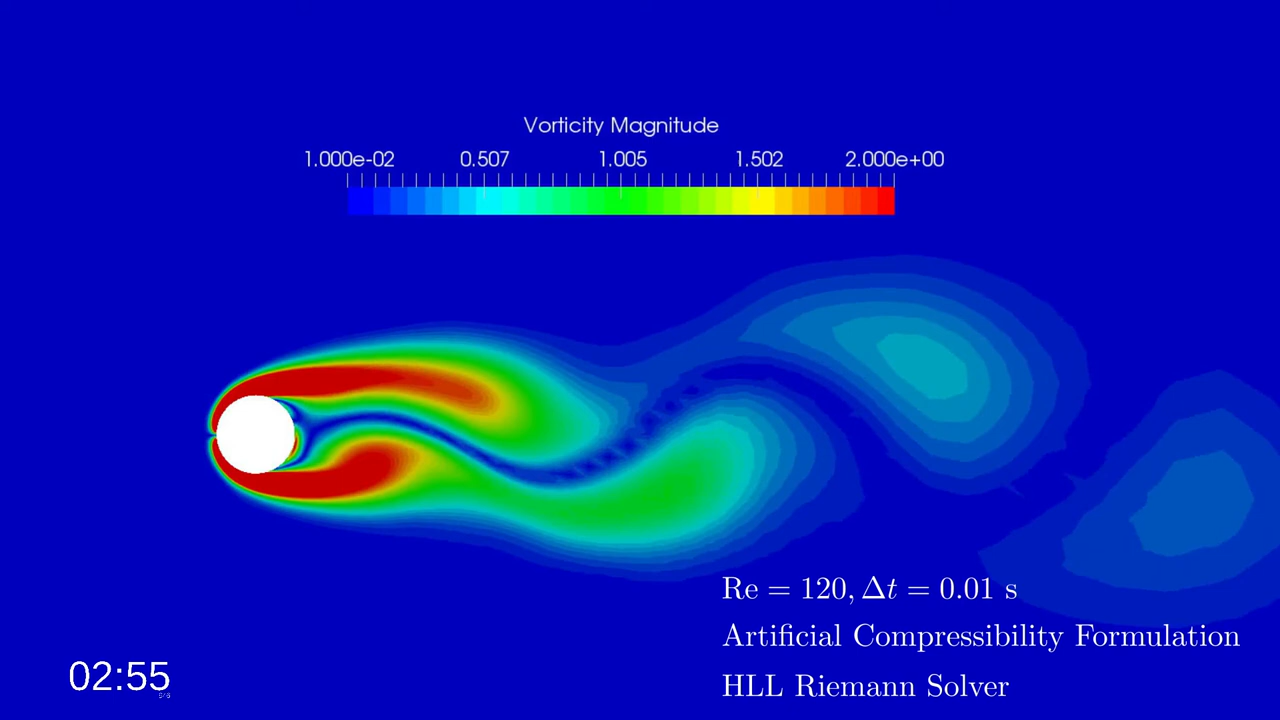 Vorticity Magnitude
1.000e-02 0.507 1.005 1.502 2.000e+00
Re = 120, Δt = 0.01 s
Artificial Compressibility Formulation
HLL Riemann Solver
02:55